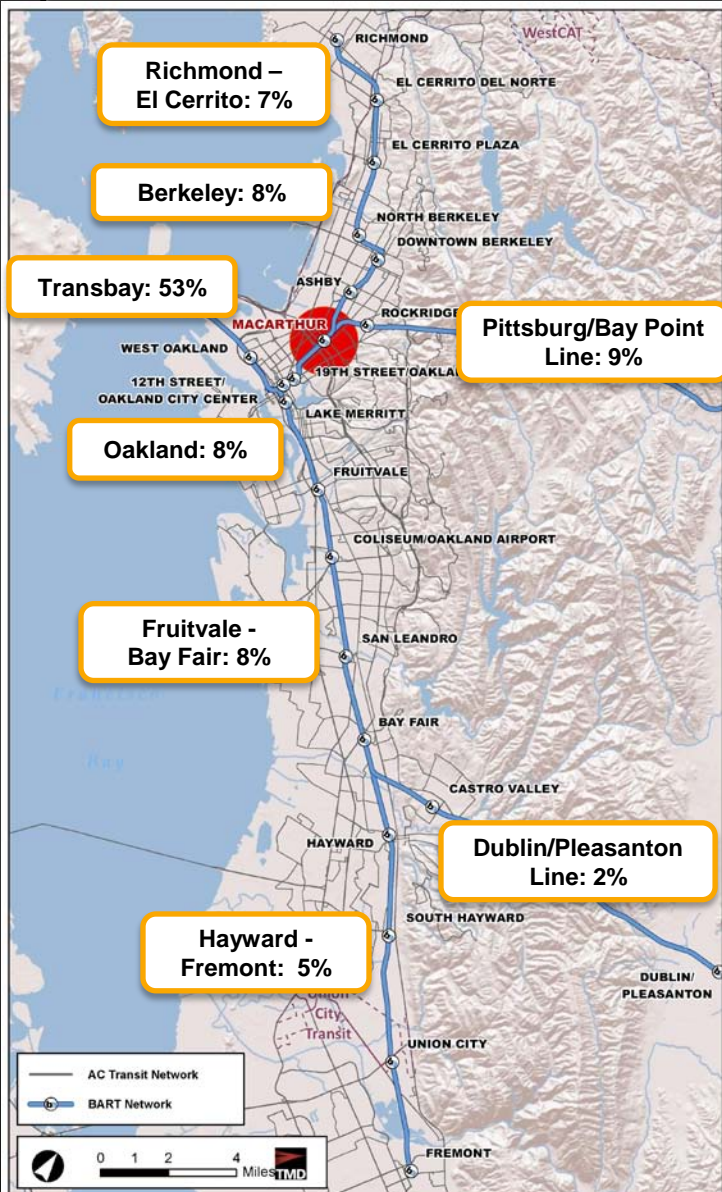 RICHMOND
WestCAT
Richmond –
El Cerrito: 7%
EL CERRITO DEL NORTE
EL CERRITO PLAZA
Berkeley: 8%
NORTH BERKELEY
DOWNTOWN BERKELEY
Transbay: 53%
ASHBY
ROCKRIDGE
MACARTHUR
Pittsburg/Bay Point
Line: 9%
WEST OAKLAND
19TH STREET/OAKL
12TH STREET/
OAKLAND CITY CENTER
LAKE MERRITT
Oakland: 8%
FRUITVALE
COLISEUM/OAKLAND AIRPORT
Fruitvale -
Bay Fair: 8%
SAN LEANDRO
Francisco
Bay
BAY FAIR
CASTRO VALLEY
HAYWARD
Dublin/Pleasanton
Line: 2%
SOUTH HAYWARD
Hayward -
Fremont: 5%
DUBLIN/
PLEASANTON
Union
City
Transit
UNION CITY
AC Transit Network
BART Network
FREMONT
0 1 2 4
Miles
TMD